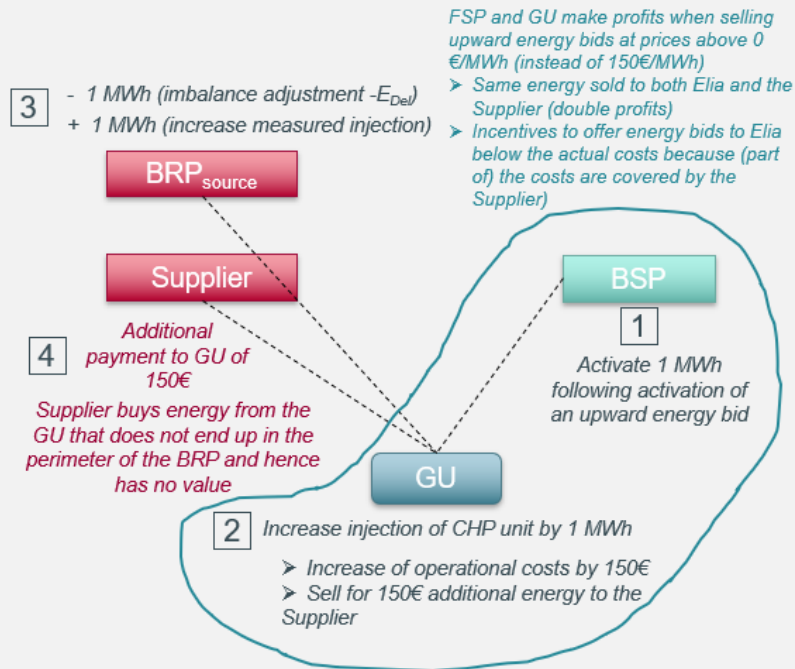 FSP and GU make profits when selling
upward energy bids at prices above 0
€/MWh (instead of 150€/MWh)
➤ Same energy sold to both Elia and the
Supplier (double profits)
➤ Incentives to offer energy bids to Elia
below the actual costs because (part
of) the costs are covered by the
Supplier)
3
- 1 MWh (imbalance adjustment -E_Del)
+ 1 MWh (increase measured injection)
BRP_source
Supplier
BSP
1
Activate 1 MWh
following activation of
an upward energy bid
4
Additional
payment to GU of
150€
Supplier buys energy from the
GU that does not end up in the
perimeter of the BRP and hence
has no value
GU
2
Increase injection of CHP unit by 1 MWh
➤ Increase of operational costs by 150€
➤ Sell for 150€ additional energy to the
Supplier